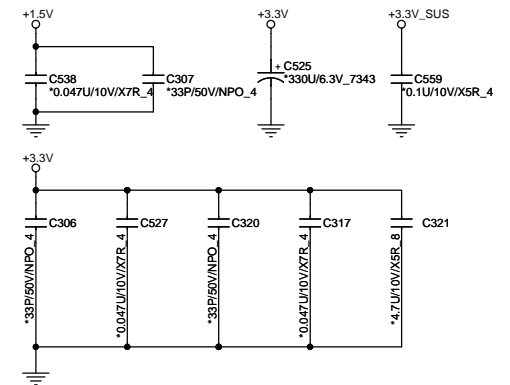 +1.5V
+3.3V
+3.3V_SUS
C538
*0.047U/10V/X7R_4
C307
*33P/50V/NPO_4
+ C525
*330U/6.3V_7343
C559
*0.1U/10V/X5R_4
+3.3V
C306
*33P/50V/NPO_4
C527
*0.047U/10V/X7R_4
C320
*33P/50V/NPO_4
C317
*0.047U/10V/X7R_4
C321
*4.7U/10V/X5R_8